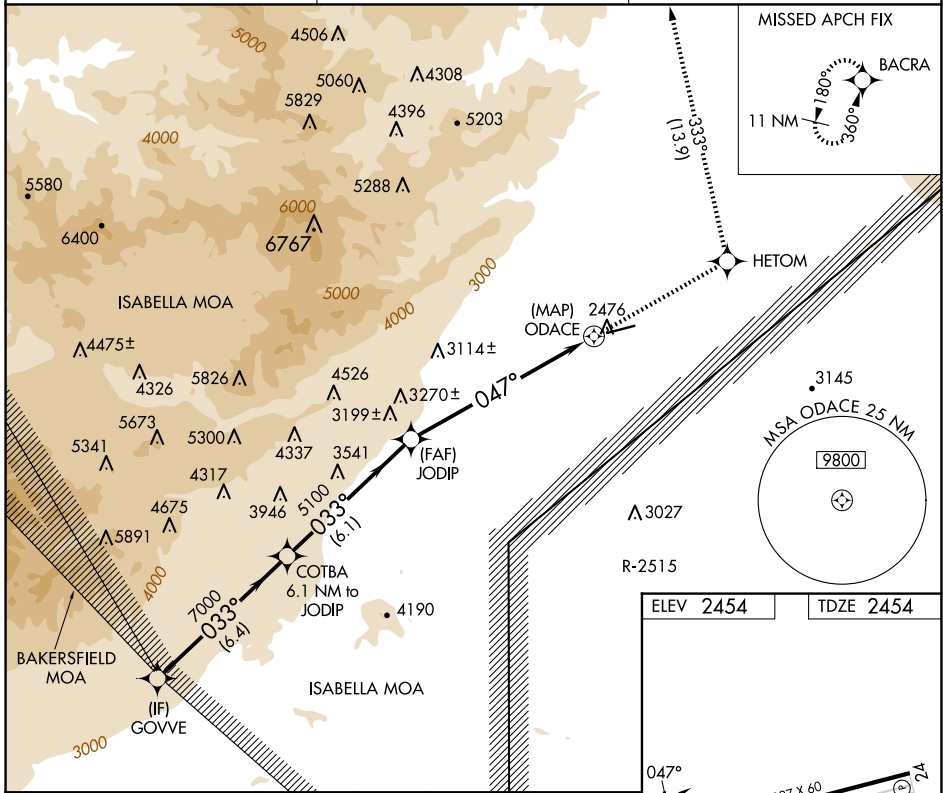 5000
4506
4308
5060
5829
4396
5203
4000
5288
5580
6000
6400
6767
333°
(13.9)
MISSED APCH FIX
BACRA
180°
11 NM
360°
HETOM
3000
ISABELLA MOA
5000
4000
(MAP)
ODACE
2476
4475±
3114±
4326
5826
4526
3270±
047°
3199±
3145
5673
5300
4337
(FAF)
JODIP
MSA ODACE 25 NM
9800
5341
4317
3541
3946
5100
033°
(6.1)
4675
5891
3027
COTBA
6.1 NM to
JODIP
R-2515
4000
7000
033°
(6.4)
4190
BAKERSFIELD
MOA
ISABELLA MOA
(IF)
GOVVE
3000
ELEV 2454
TDZE 2454
047°
X 60
24
P